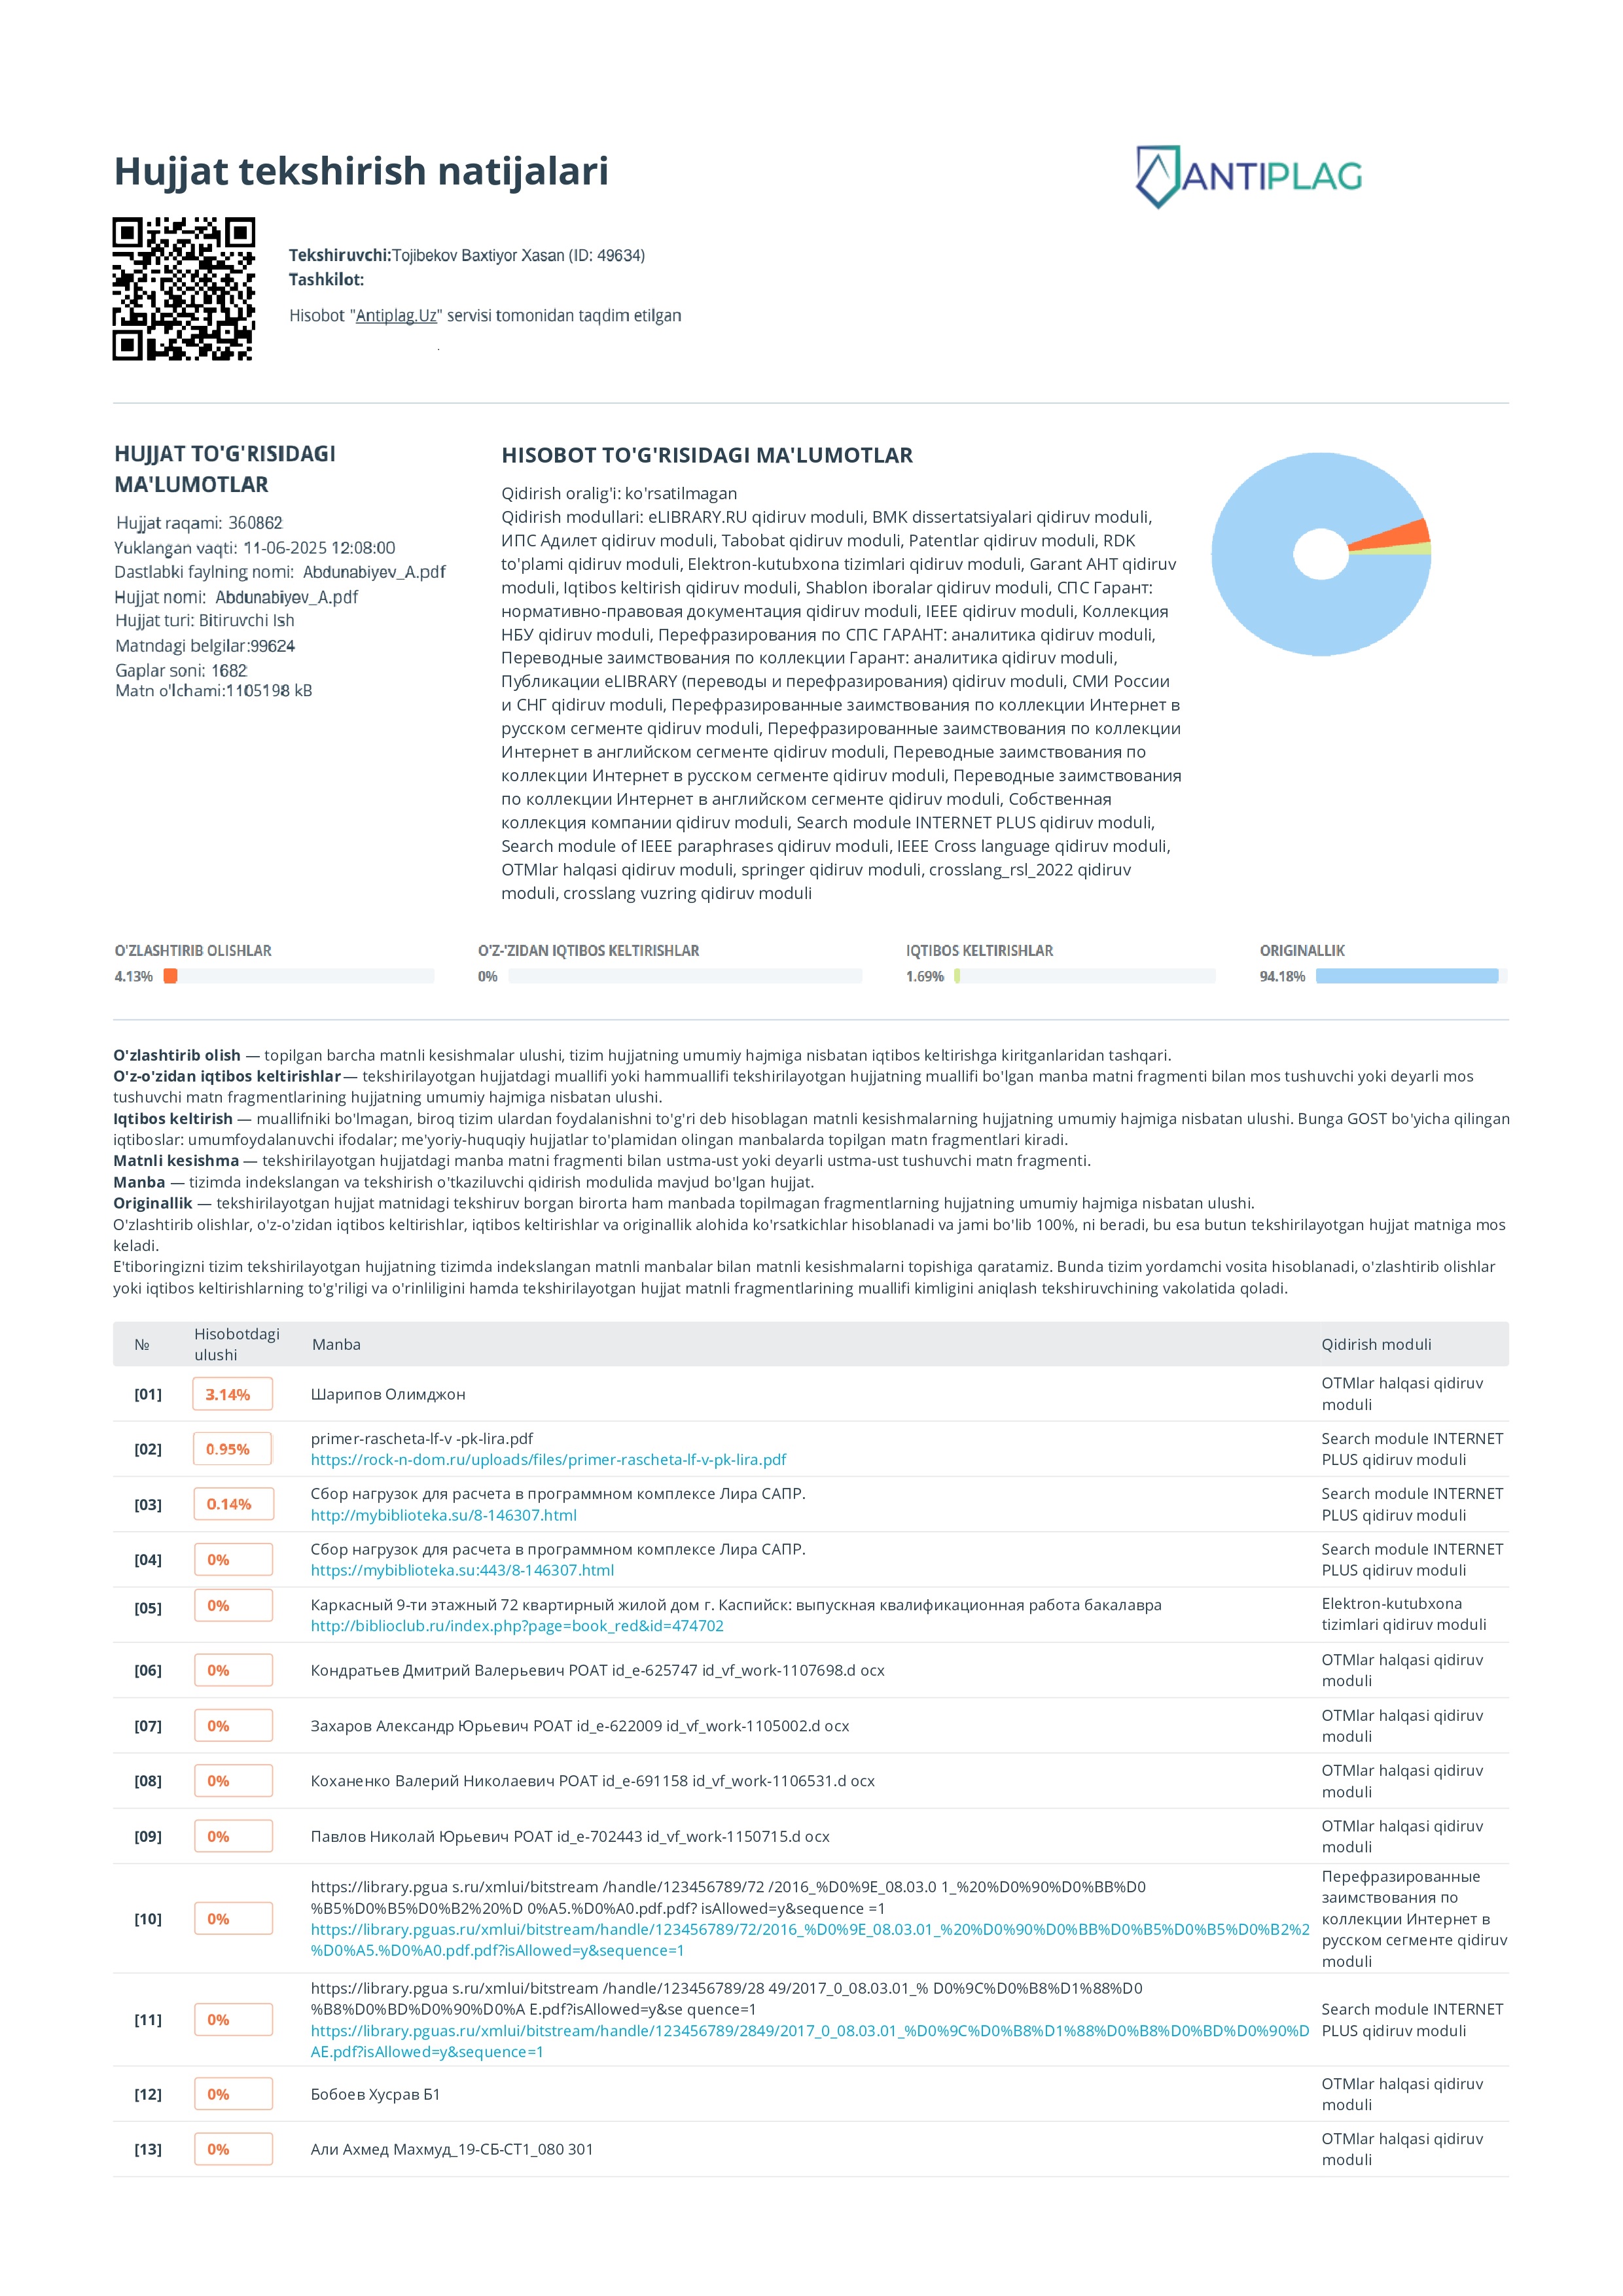 Hujjat tekshirish natijalari
ANTIPLAG
Tekshiruvchi:Tojibekov Baxtiyor Xasan (ID: 49634)
Tashkilot:
Hisobot "Antiplag.Uz" servisi tomonidan taqdim etilgan
HUJJAT TO'G'RISIDAGI
MA'LUMOTLAR
Hujjat raqami: 360862
Yuklangan vaqti: 11-06-2025 12:08:00
Dastlabki faylning nomi: Abdunabiyev_A.pdf
Hujjat nomi: Abdunabiyev_A.pdf
Hujjat turi: Bitiruvchi Ish
Matndagi belgilar:99624
Gaplar soni: 1682
Matn o'lchami:1105198 kB
HISOBOT TO'G'RISIDAGI MA'LUMOTLAR
Qidirish oralig'i: ko'rsatilmagan
Qidirish modullari: eLIBRARY.RU qidiruv moduli, BMK dissertatsiyalari qidiruv moduli,
ИПС Адилет qidiruv moduli, Tabobat qidiruv moduli, Patentlar qidiruv moduli, RDK
to'plami qidiruv moduli, Elektron-kutubxona tizimlari qidiruv moduli, Garant AHT qidiruv
moduli, Iqtibos keltirish qidiruv moduli, Shablon iboralar qidiruv moduli, СПС Гарант:
нормативно-правовая документация qidiruv moduli, IEEE qidiruv moduli, Коллекция
НБУ qidiruv moduli, Перефразирования по СПС ГАРАНТ: аналитика qidiruv moduli,
Переводные заимствования по коллекции Гарант: аналитика qidiruv moduli,
Публикации eLIBRARY (переводы и перефразирования) qidiruv moduli, СМИ России
и СНГ qidiruv moduli, Перефразированные заимствования по коллекции Интернет в
русском сегменте qidiruv moduli, Перефразированные заимствования по коллекции
Интернет в английском сегменте qidiruv moduli, Переводные заимствования по
коллекции Интернет в русском сегменте qidiruv moduli, Переводные заимствования
по коллекции Интернет в английском сегменте qidiruv moduli, Собственная
коллекция компании qidiruv moduli, Search module INTERNET PLUS qidiruv moduli,
Search module of IEEE paraphrases qidiruv moduli, IEEE Cross language qidiruv moduli,
OTMlar halqasi qidiruv moduli, springer qidiruv moduli, crosslang_rsl_2022 qidiruv
moduli, crosslang vuzring qidiruv moduli
O'ZLASHTIRIB OLISHLAR
4.13%
O'Z-'ZIDAN IQTIBOS KELTIRISHLAR
0%
IQTIBOS KELTIRISHLAR
1.69%
ORIGINALLIK
94.18%
O'zlashtirib olish — topilgan barcha matnli kesishmalar ulushi, tizim hujjatning umumiy hajmiga nisbatan iqtibos keltirishga kiritganlaridan tashqari.
O'z-o'zidan iqtibos keltirishlar— tekshirilayotgan hujjatdagi muallifi yoki hammuallifi tekshirilayotgan hujjatning muallifi bo'lgan manba matni fragmenti bilan mos tushuvchi yoki deyarli mos
tushuvchi matn fragmentlarining hujjatning umumiy hajmiga nisbatan ulushi.
Iqtibos keltirish — muallifniki bo'lmagan, biroq tizim ulardan foydalanishni to'g'ri deb hisoblagan matnli kesishmalarning hujjatning umumiy hajmiga nisbatan ulushi. Bunga GOST bo'yicha qilingan
iqtiboslar: umumfoydalanuvchi ifodalar; me'yoriy-huquqiy hujjatlar to'plamidan olingan manbalarda topilgan matn fragmentlari kiradi.
Matnli kesishma — tekshirilayotgan hujjatdagi manba matni fragmenti bilan ustma-ust yoki deyarli ustma-ust tushuvchi matn fragmenti.
Manba — tizimda indekslangan va tekshirish o'tkaziluvchi qidirish modulida mavjud bo'lgan hujjat.
Originallik — tekshirilayotgan hujjat matnidagi tekshiruv borgan birorta ham manbada topilmagan fragmentlarning hujjatning umumiy hajmiga nisbatan ulushi.
O'zlashtirib olishlar, o'z-o'zidan iqtibos keltirishlar, iqtibos keltirishlar va originallik alohida ko'rsatkichlar hisoblanadi va jami bo'lib 100%, ni beradi, bu esa butun tekshirilayotgan hujjat matniga mos
keladi.
E'tiboringizni tizim tekshirilayotgan hujjatning tizimda indekslangan matnli manbalar bilan matnli kesishmalarni topishiga qaratamiz. Bunda tizim yordamchi vosita hisoblanadi, o'zlashtirib olishlar
yoki iqtibos keltirishlarning to'g'riligi va o'rinliligini hamda tekshirilayotgan hujjat matnli fragmentlarining muallifi kimligini aniqlash tekshiruvchining vakolatida qoladi.
№ Hisobotdagi ulushi Manba Qidirish moduli
[01] 3.14% Шарипов Олимджон OTMlar halqasi qidiruv
moduli
[02] 0.95% primer-rascheta-lf-v -pk-lira.pdf Search module INTERNET
https://rock-n-dom.ru/uploads/files/primer-rascheta-lf-v-pk-lira.pdf PLUS qidiruv moduli
[03] 0.14% Сбор нагрузок для расчета в программном комплексе Лира САПР. Search module INTERNET
http://mybiblioteka.su/8-146307.html PLUS qidiruv moduli
[04] 0% Сбор нагрузок для расчета в программном комплексе Лира САПР. Search module INTERNET
https://mybiblioteka.su:443/8-146307.html PLUS qidiruv moduli
[05] 0% Каркасный 9-ти этажный 72 квартирный жилой дом г. Каспийск: выпускная квалификационная работа бакалавра Elektron-kutubxona
http://biblioclub.ru/index.php?page=book_red&id=474702 tizimlari qidiruv moduli
[06] 0% Кондратьев Дмитрий Валерьевич РОАТ id_e-625747 id_vf_work-1107698.d ocx OTMlar halqasi qidiruv
moduli
[07] 0% Захаров Александр Юрьевич РОАТ id_e-622009 id_vf_work-1105002.d ocx OTMlar halqasi qidiruv
moduli
[08] 0% Коханенко Валерий Николаевич РОАТ id_e-691158 id_vf_work-1106531.d ocx OTMlar halqasi qidiruv
moduli
[09] 0% Павлов Николай Юрьевич РОАТ id_e-702443 id_vf_work-1150715.d ocx OTMlar halqasi qidiruv
moduli
[10] 0% https://library.pgua s.ru/xmlui/bitstream /handle/123456789/72 /2016_%D0%9E_08.03.0 1_%20%D0%90%D0%BB%D0
%B5%D0%B5%D0%B2%20%D 0%A5.%D0%A0.pdf.pdf? isAllowed=y&sequence =1
https://library.pguas.ru/xmlui/bitstream/handle/123456789/72/2016_%D0%9E_08.03.01_%20%D0%90%D0%BB%D0%B5%D0%B5%D0%B2%2
%D0%A5.%D0%A0.pdf.pdf?isAllowed=y&sequence=1
Перефразированные
заимствования по
коллекции Интернет в
русском сегменте qidiruv
moduli
[11] 0% https://library.pgua s.ru/xmlui/bitstream /handle/123456789/28 49/2017_0_08.03.01_% D0%9C%D0%B8%D1%88%D0
%B8%D0%BD%D0%90%D0%A E.pdf?isAllowed=y&se quence=1
https://library.pguas.ru/xmlui/bitstream/handle/123456789/2849/2017_0_08.03.01_%D0%9C%D0%B8%D1%88%D0%B8%D0%BD%D0%90%D
AE.pdf?isAllowed=y&sequence=1
Search module INTERNET
PLUS qidiruv moduli
[12] 0% Бобоев Хусрав Б1 OTMlar halqasi qidiruv
moduli
[13] 0% Али Ахмед Махмуд_19-СБ-СТ1_080 301 OTMlar halqasi qidiruv
moduli